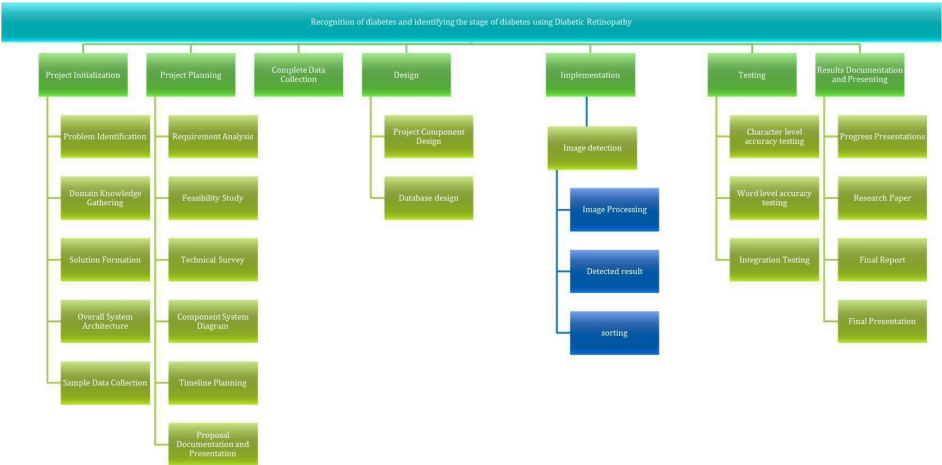 Recognition of diabetes and identifying the stage of diabetes using Diabetic Retinopathy
Project Initialization
Problem Identification
Domain Knowledge
Gathering
Solution Formation
Overall System
Architecture
Sample Data Collection
Project Planning
Requirement Analysis
Feasibility Study
Technical Survey
Component System
Diagram
Timeline Planning
Proposal
Documentation and
Presentation
Complete Data
Collection
Design
Project Component
Design
Database design
Implementation
Image detection
Image Processing
Detected result
sorting
Testing
Character level
accuracy testing
Word level accuracy
testing
Integration Testing
Results Documentation
and Presenting
Progress Presentations
Research Paper
Final Report
Final Presentation